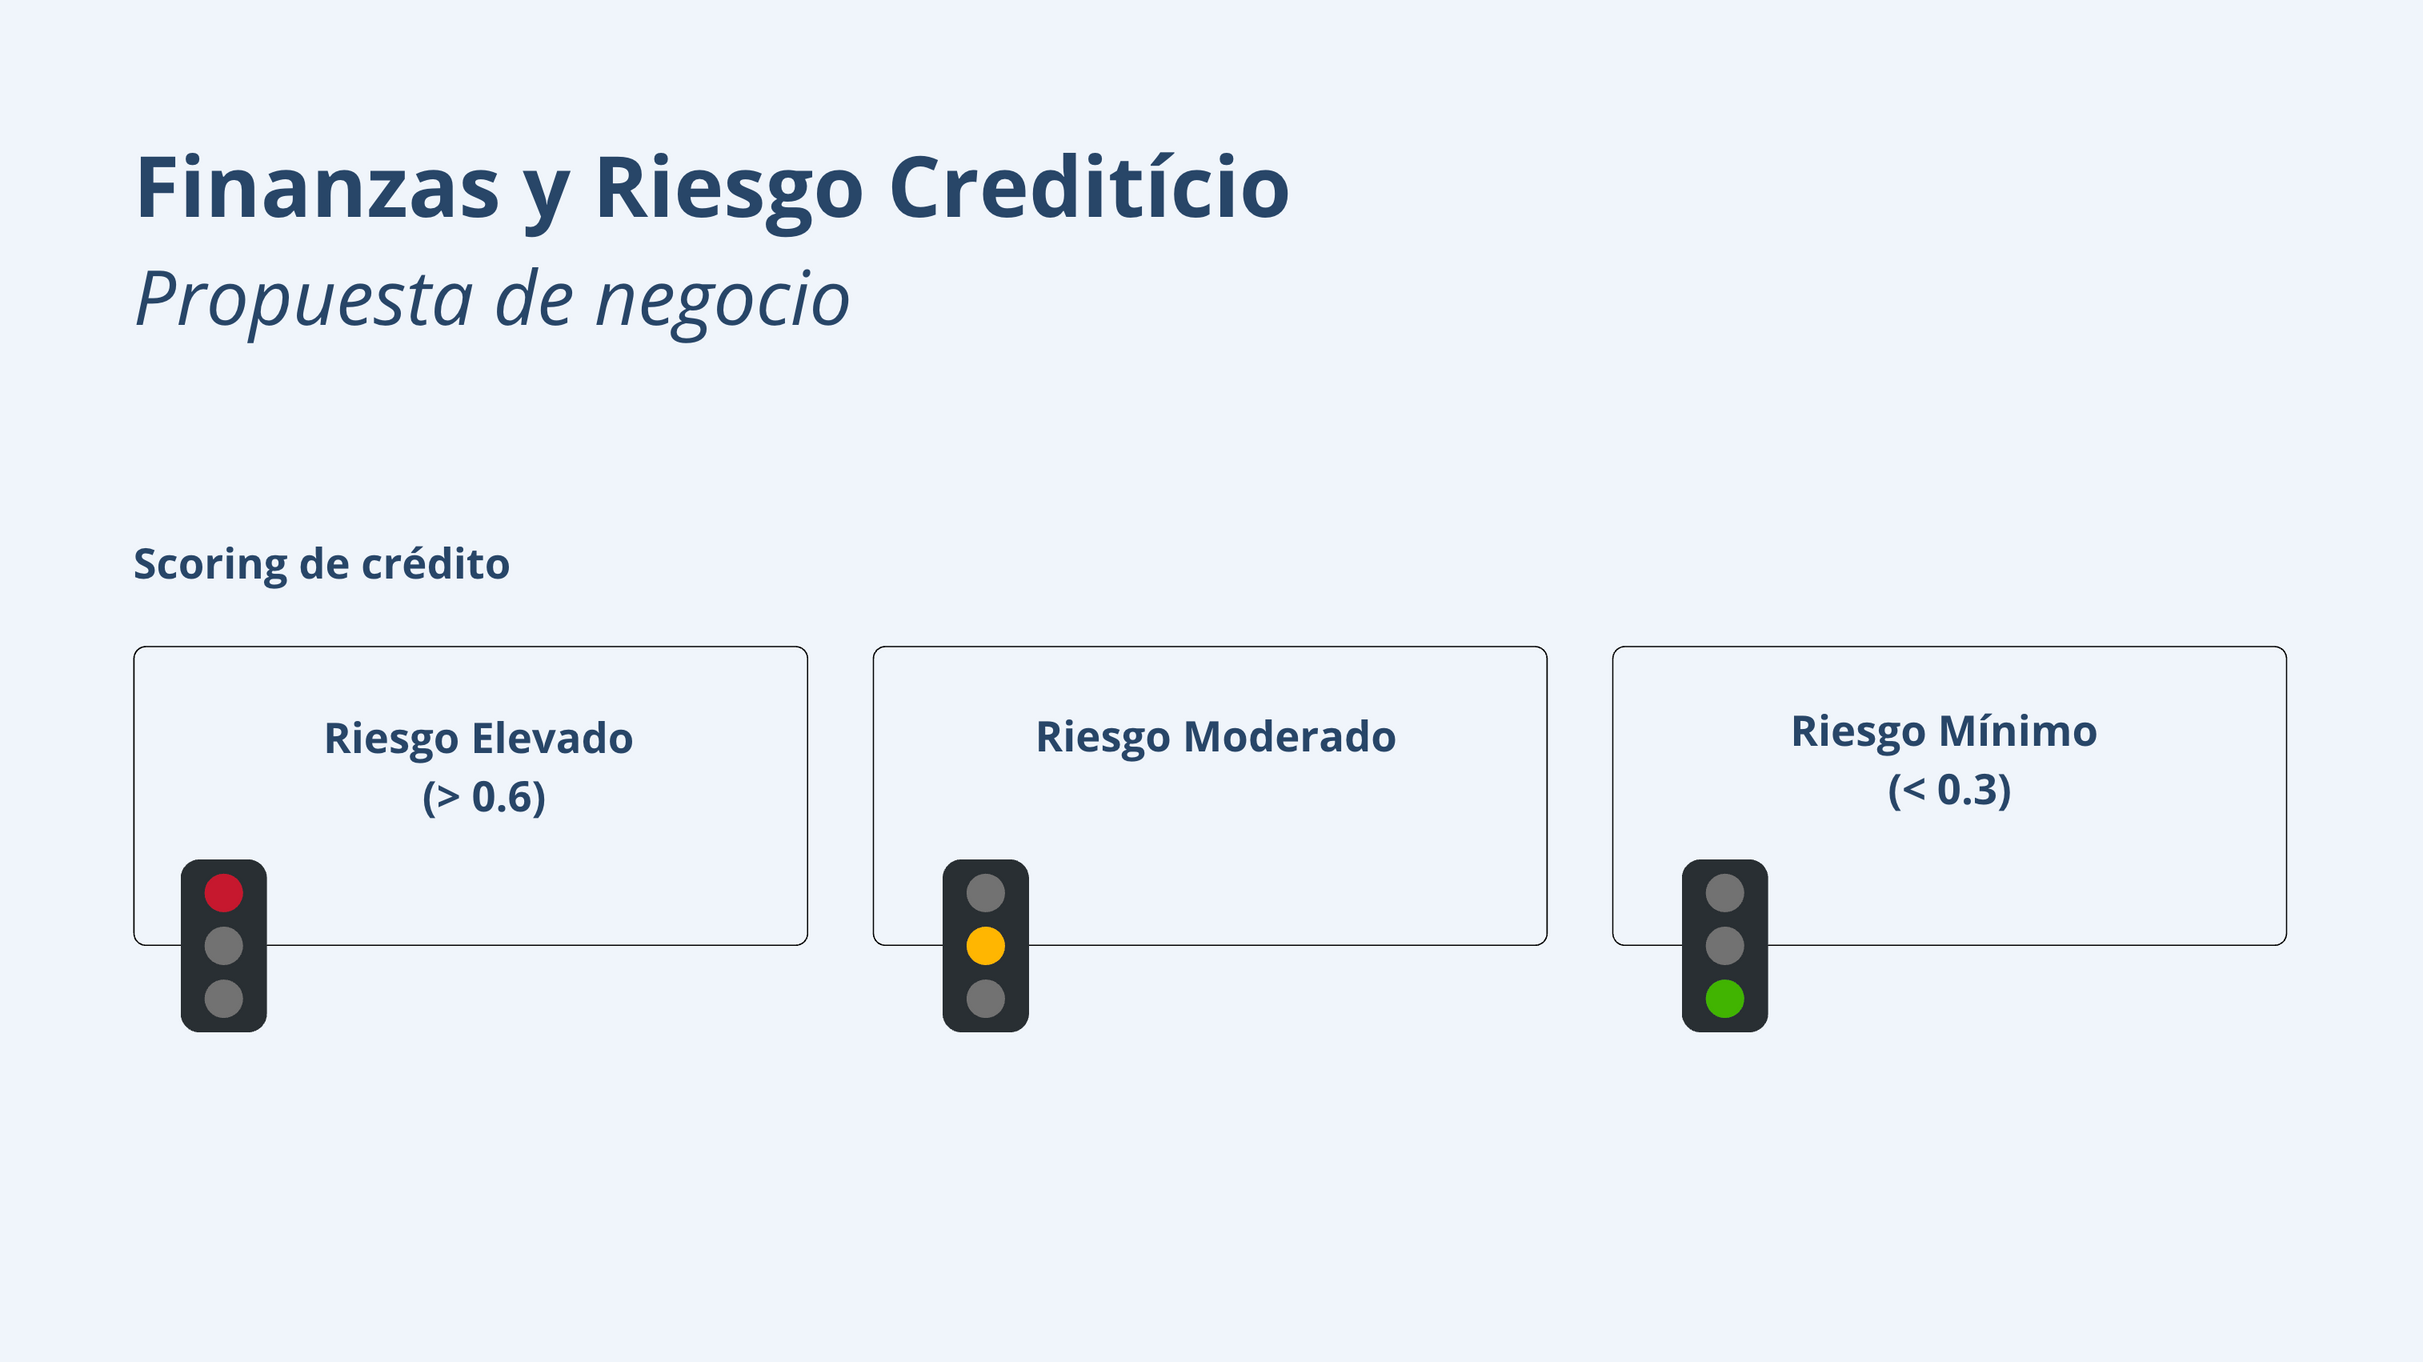 Finanzas y Riesgo Creditício
Propuesta de negocio
Scoring de crédito
Riesgo Elevado
(> 0.6)
Riesgo Moderado
Riesgo Mínimo
(< 0.3)